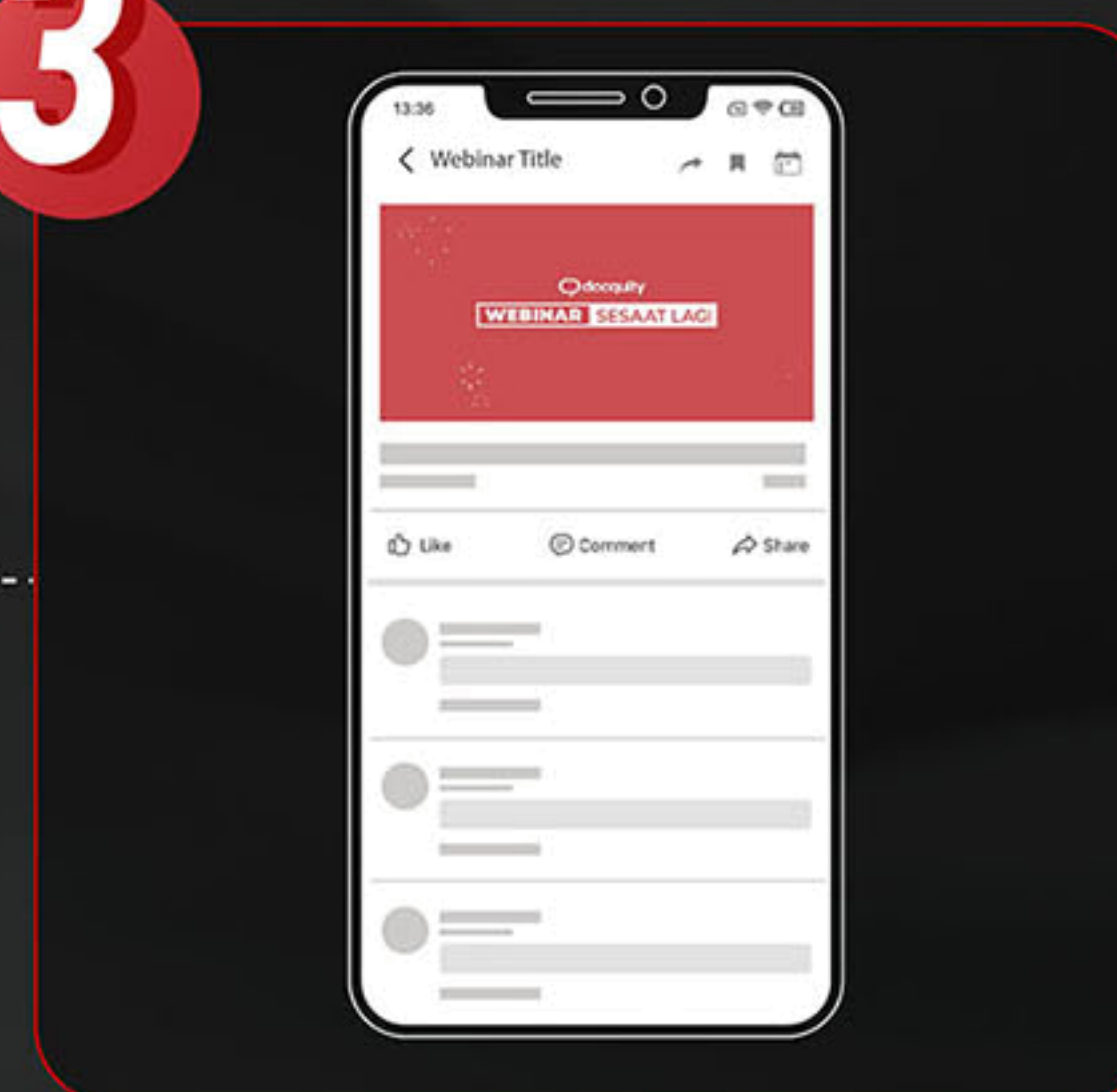 3
13:36
Webinar Title
docquity
WEBINAR SESAAT LAGI
Like Comment Share